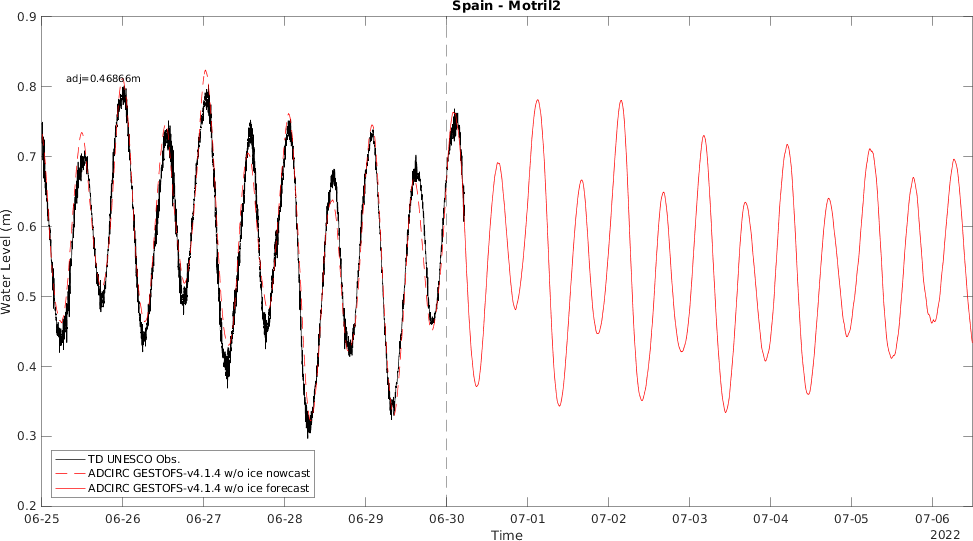 Spain - Motril2
0.9
0.8
0.7
0.6
0.5
0.4
0.3
0.2
Water Level (m)
adj=0.46866m
TD UNESCO Obs.
ADCIRC GESTOFS-v4.1.4 w/o ice nowcast
ADCIRC GESTOFS-v4.1.4 w/o ice forecast
06-25 06-26 06-27 06-28 06-29 06-30 07-01 07-02 07-03 07-04 07-05 07-06
Time
2022